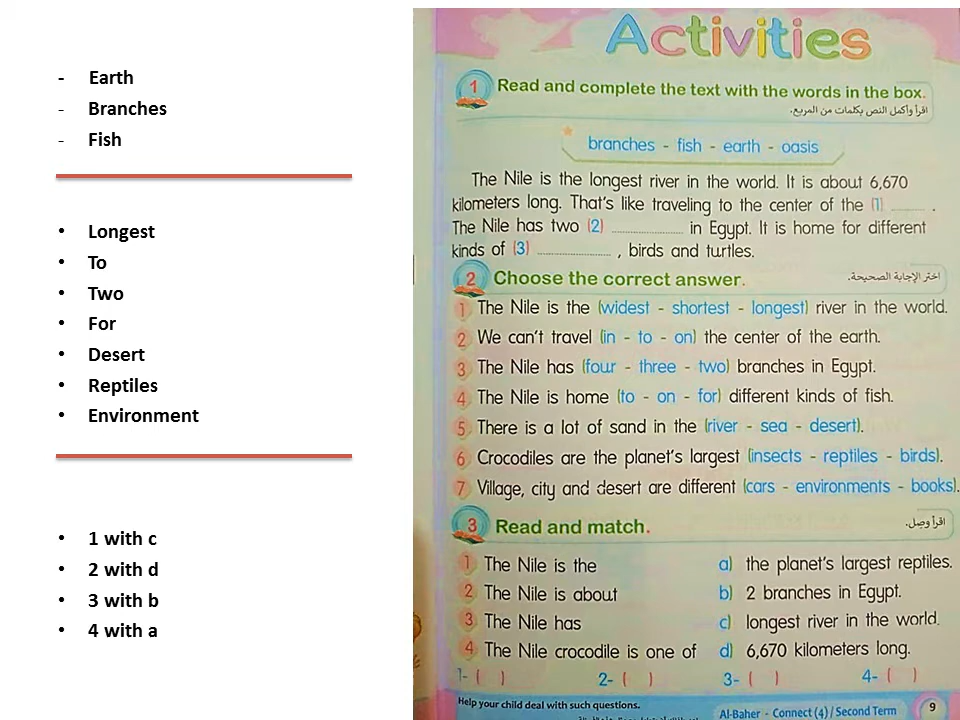 - Earth
- Branches
- Fish
• Longest
• To
• Two
• For
• Desert
• Reptiles
• Environment
• 1 with c
• 2 with d
• 3 with b
• 4 with a
Activities
1 Read and complete the text with the words in the box.
اقرأ وأكمل النص بكلمات من المربع.
branches - fish - earth - oasis
The Nile is the longest river in the world. It is about 6,670
kilometers long. That's like traveling to the center of the (1) ........ .
The Nile has two (2) .................... in Egypt. It is home for different
kinds of (3) .................... , birds and turtles.
2 Choose the correct answer.
اختر الإجابة الصحيحة.
1 The Nile is the (widest - shortest - longest) river in the world.
2 We can't travel (in - to - on) the center of the earth.
3 The Nile has (four - three - two) branches in Egypt.
4 The Nile is home (to - on - for) different kinds of fish.
5 There is a lot of sand in the (river - sea - desert).
6 Crocodiles are the planet's largest (insects - reptiles - birds).
7 Village, city and desert are different (cars - environments - books).
3 Read and match.
اقرأ وصل.
1 The Nile is the a) the planet's largest reptiles.
2 The Nile is about b) 2 branches in Egypt.
3 The Nile has c) longest river in the world.
4 The Nile crocodile is one of d) 6,670 kilometers long.
1- ( ) 2- ( ) 3- ( ) 4- ( )
Help your child deal with such questions.
Al-Baher - Connect (4) / Second Term 9